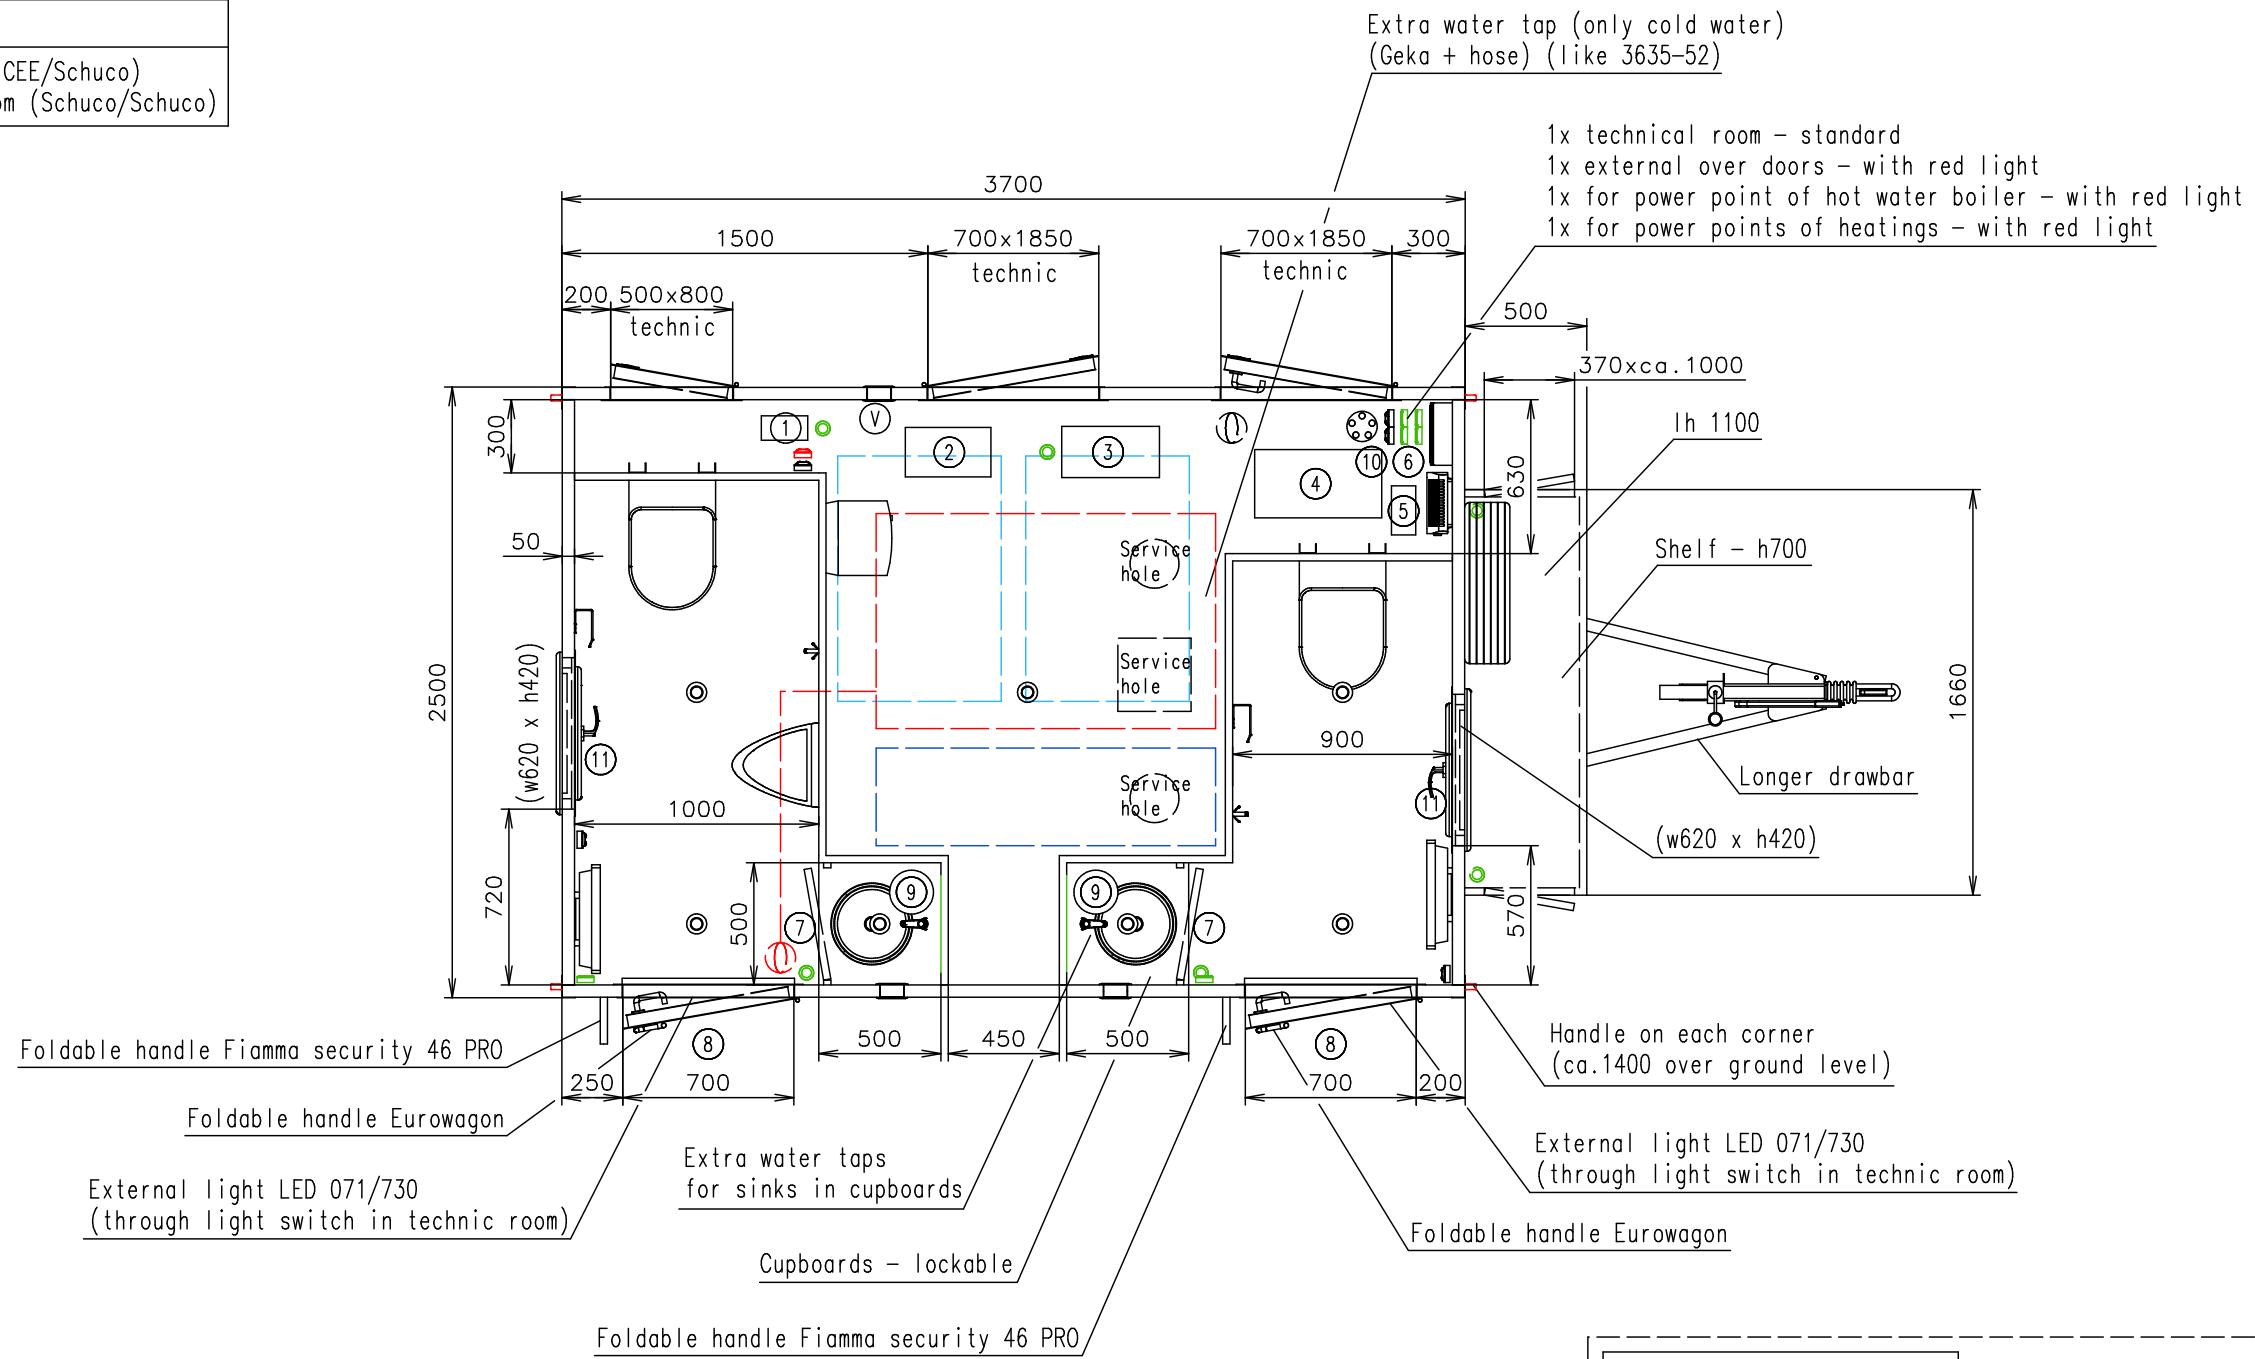 CEE/Schuco)
om (Schuco/Schuco)
Extra water tap (only cold water)
(Geka + hose) (like 3635-52)
1x technical room - standard
1x external over doors - with red light
1x for power point of hot water boiler - with red light
1x for power points of heatings - with red light
3700
1500
700x1850
technic
700x1850
technic
300
200
500x800
technic
500
370xca.1000
lh 1100
Shelf - h700
300
1
V
2
3
4
10
6
5
630
50
Service
hole
Service
hole
Service
hole
2500
(w620 x h420)
11
1000
900
11
1660
Longer drawbar
(w620 x h420)
720
500
7
9
9
7
570
8
500
450
500
8
250
700
700
200
Foldable handle Fiamma security 46 PRO
Foldable handle Eurowagon
External light LED 071/730
(through light switch in technic room)
Extra water taps
for sinks in cupboards
Cupboards - lockable
Foldable handle Fiamma security 46 PRO
Handle on each corner
(ca.1400 over ground level)
External light LED 071/730
(through light switch in technic room)
Foldable handle Eurowagon